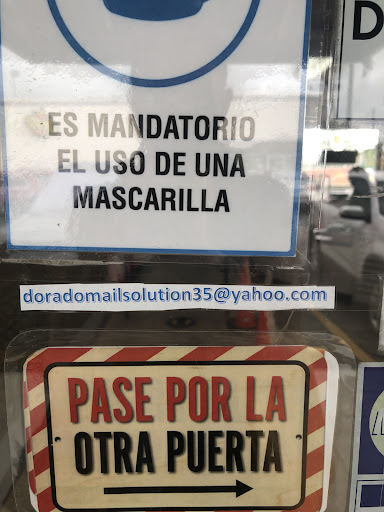 D
ES MANDATORIO
EL USO DE UNA
MASCARILLA
doradomailsolution35@yahoo.com
PASE POR LA
OTRA PUERTA